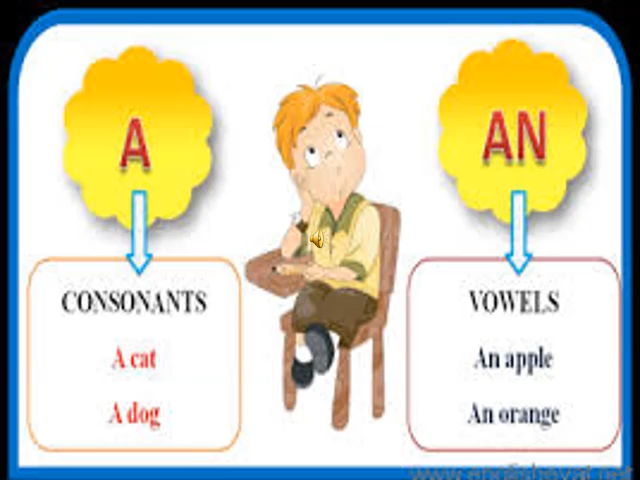 A
AN
CONSONANTS
A cat
A dog
VOWELS
An apple
An orange